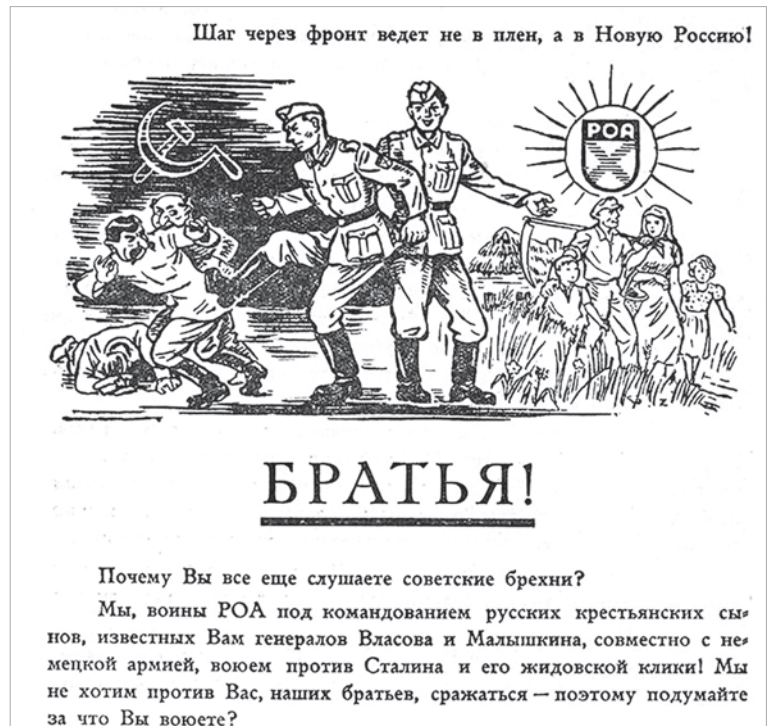 Шаг через фронт ведет не в плен, а в Новую Россию!
РОА
БРАТЬЯ!
Почему Вы все еще слушаете советские брехни?
Мы, воины РОА под командованием русских крестьянских сы-
нов, известных Вам генералов Власова и Малышкина, совместно с не-
мецкой армией, воюем против Сталина и его жидовской клики! Мы
не хотим против Вас, наших братьев, сражаться — поэтому подумайте
за что Вы воюете?